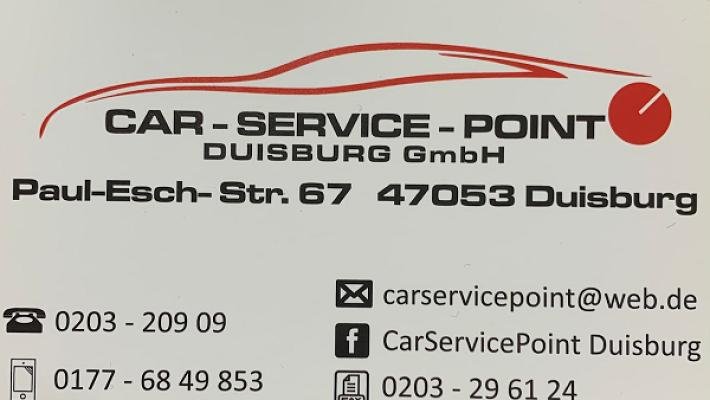 CAR - SERVICE - POINT
DUISBURG GmbH
Paul-Esch- Str. 67 47053 Duisburg
carservicepoint@web.de
0203 - 209 09
f CarServicePoint Duisburg
0177 - 68 49 853
FAX 0203 - 29 61 24